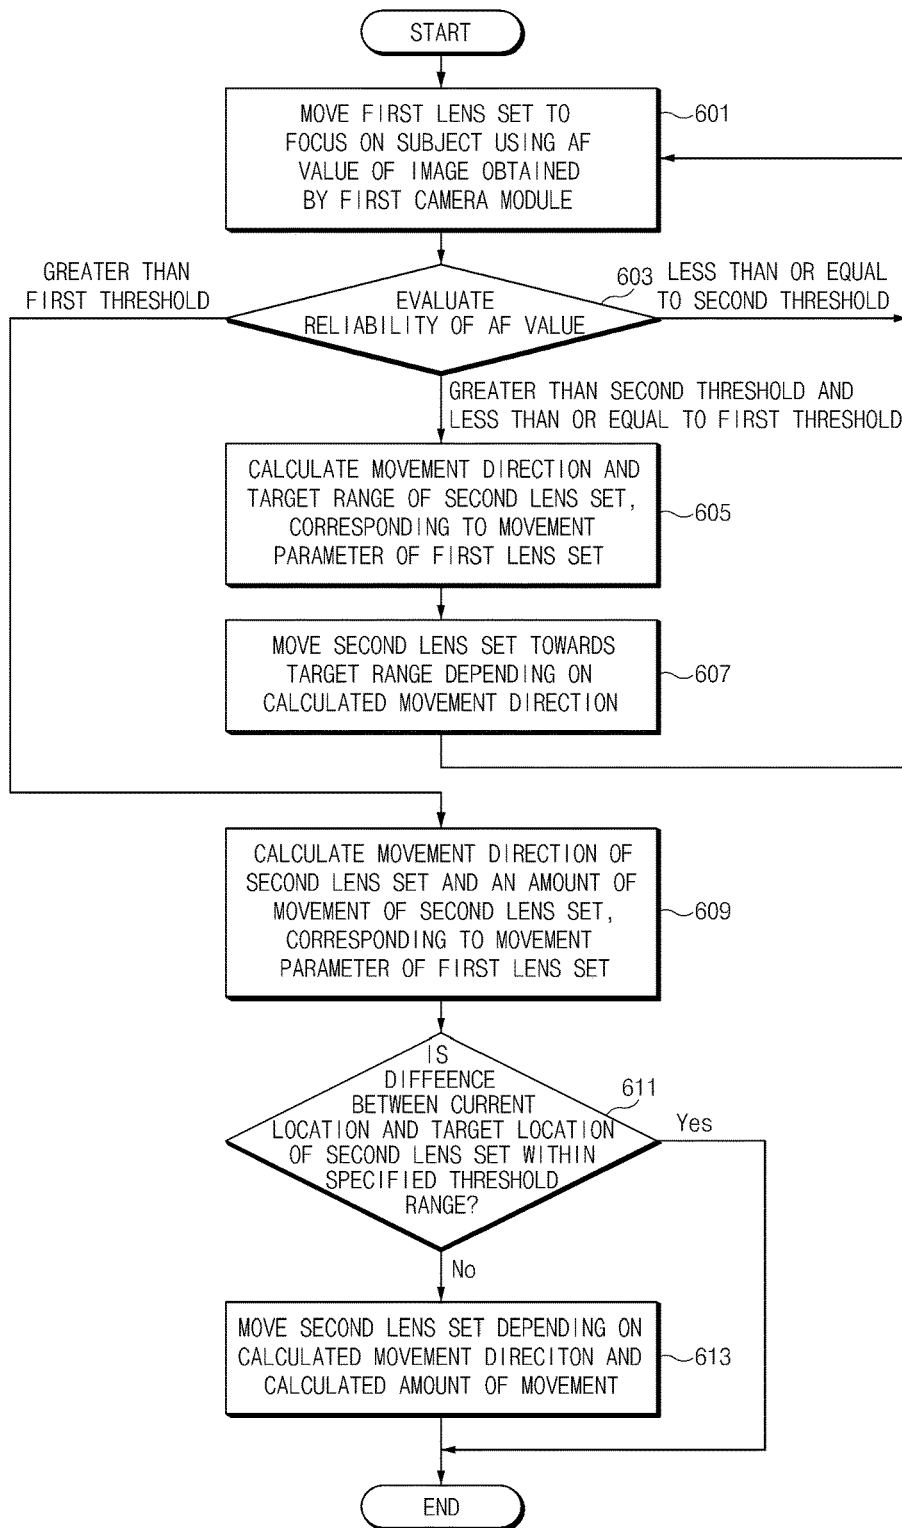 START
MOVE FIRST LENS SET TO
FOCUS ON SUBJECT USING AF
VALUE OF IMAGE OBTAINED
BY FIRST CAMERA MODULE
601
GREATER THAN
FIRST THRESHOLD
EVALUATE
RELIABILITY OF AF VALUE
603
LESS THAN OR EQUAL
TO SECOND THRESHOLD
GREATER THAN SECOND THRESHOLD AND
LESS THAN OR EQUAL TO FIRST THRESHOLD
CALCULATE MOVEMENT DIRECTION AND
TARGET RANGE OF SECOND LENS SET,
CORRESPONDING TO MOVEMENT
PARAMETER OF FIRST LENS SET
605
MOVE SECOND LENS SET TOWARDS
TARGET RANGE DEPENDING ON
CALCULATED MOVEMENT DIRECTION
607
CALCULATE MOVEMENT DIRECTION OF
SECOND LENS SET AND AN AMOUNT OF
MOVEMENT OF SECOND LENS SET,
CORRESPONDING TO MOVEMENT
PARAMETER OF FIRST LENS SET
609
IS
DIFFEENCE
BETWEEN CURRENT
LOCATION AND TARGET LOCATION
OF SECOND LENS SET WITHIN
SPECIFIED THRESHOLD
RANGE?
611
Yes
No
MOVE SECOND LENS SET DEPENDING ON
CALCULATED MOVEMENT DIRECITON AND
CALCULATED AMOUNT OF MOVEMENT
613
END